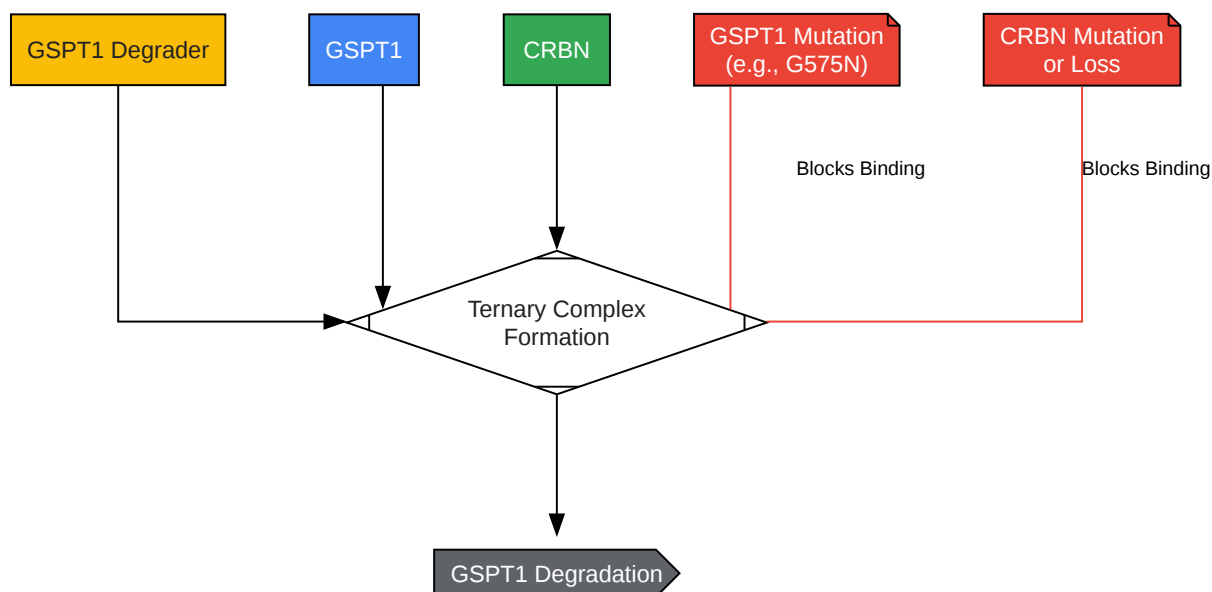 GSPT1 Degrader
GSPT1
CRBN
GSPT1 Mutation
(e.g., G575N)
CRBN Mutation
or Loss
Blocks Binding
Blocks Binding
Ternary Complex
Formation
GSPT1 Degradation